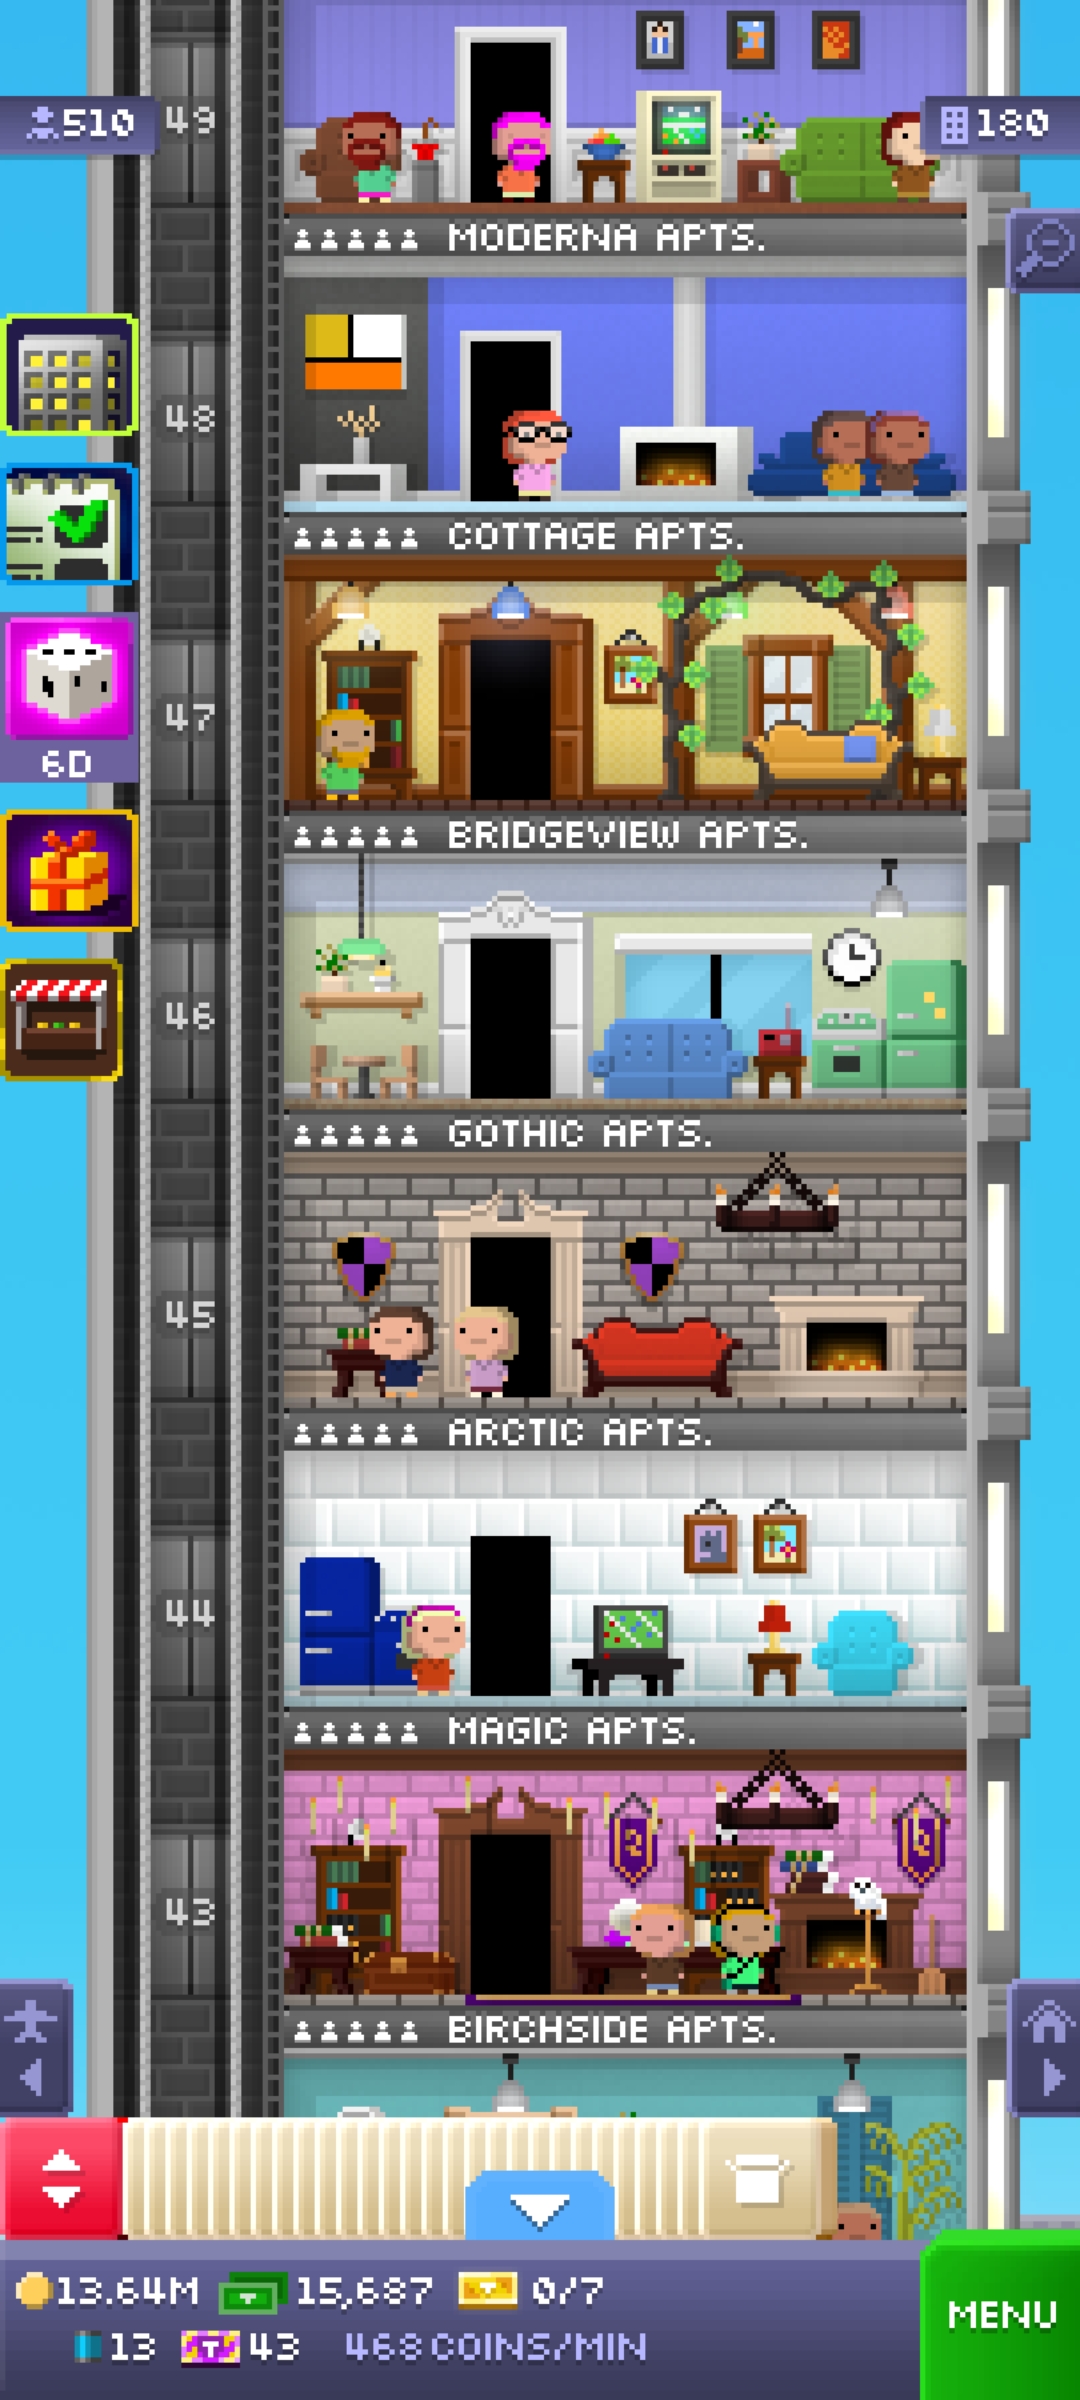 49
510
180
MODERNA APTS.
48
COTTAGE APTS.
47
6D
BRIDGEVIEW APTS.
46
GOTHIC APTS.
45
ARCTIC APTS.
44
MAGIC APTS.
43
BIRCHSIDE APTS.
13.64M 15,687 0/7
MENU
13 43 468 COINS/MIN